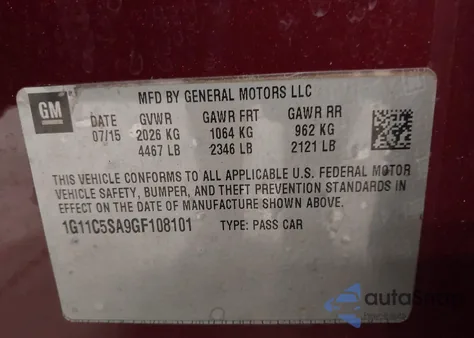 GM
MFD BY GENERAL MOTORS LLC
DATE GVWR GAWR FRT GAWR RR
07/15 2026 KG 1064 KG 962 KG
4467 LB 2346 LB 2121 LB
THIS VEHICLE CONFORMS TO ALL APPLICABLE U.S. FEDERAL MOTOR
VEHICLE SAFETY, BUMPER, AND THEFT PREVENTION STANDARDS IN
EFFECT ON THE DATE OF MANUFACTURE SHOWN ABOVE.
1G11C5SA9GF108101 TYPE: PASS CAR